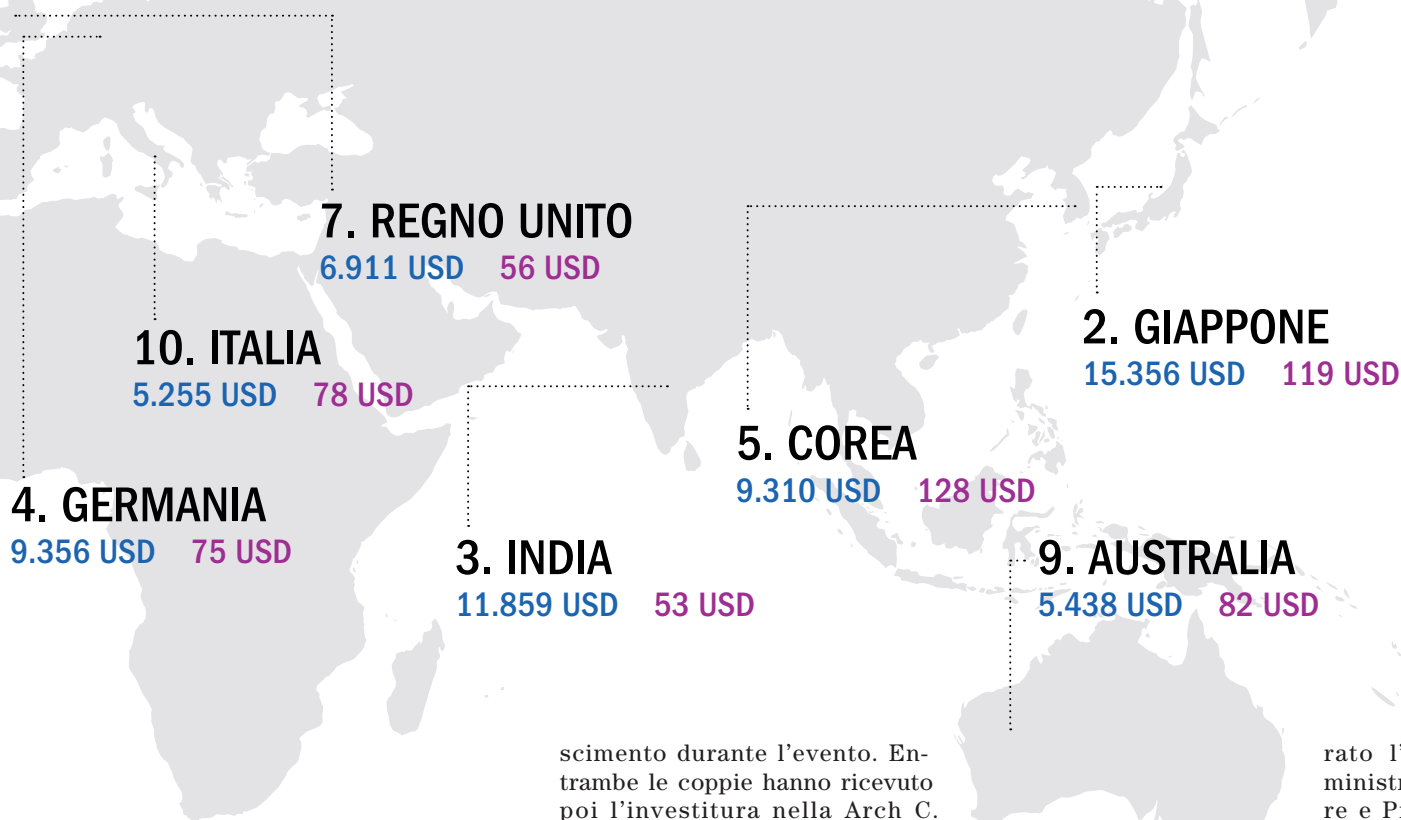 7. REGNO UNITO
6.911 USD 56 USD
10. ITALIA
5.255 USD 78 USD
2. GIAPPONE
15.356 USD 119 USD
5. COREA
9.310 USD 128 USD
4. GERMANIA
9.356 USD 75 USD
3. INDIA
11.859 USD 53 USD
9. AUSTRALIA
5.438 USD 82 USD
scimento durante l'evento. En-
trambe le coppie hanno ricevuto
poi l'investitura nella Arch C.
rato l'
ministr
re e P